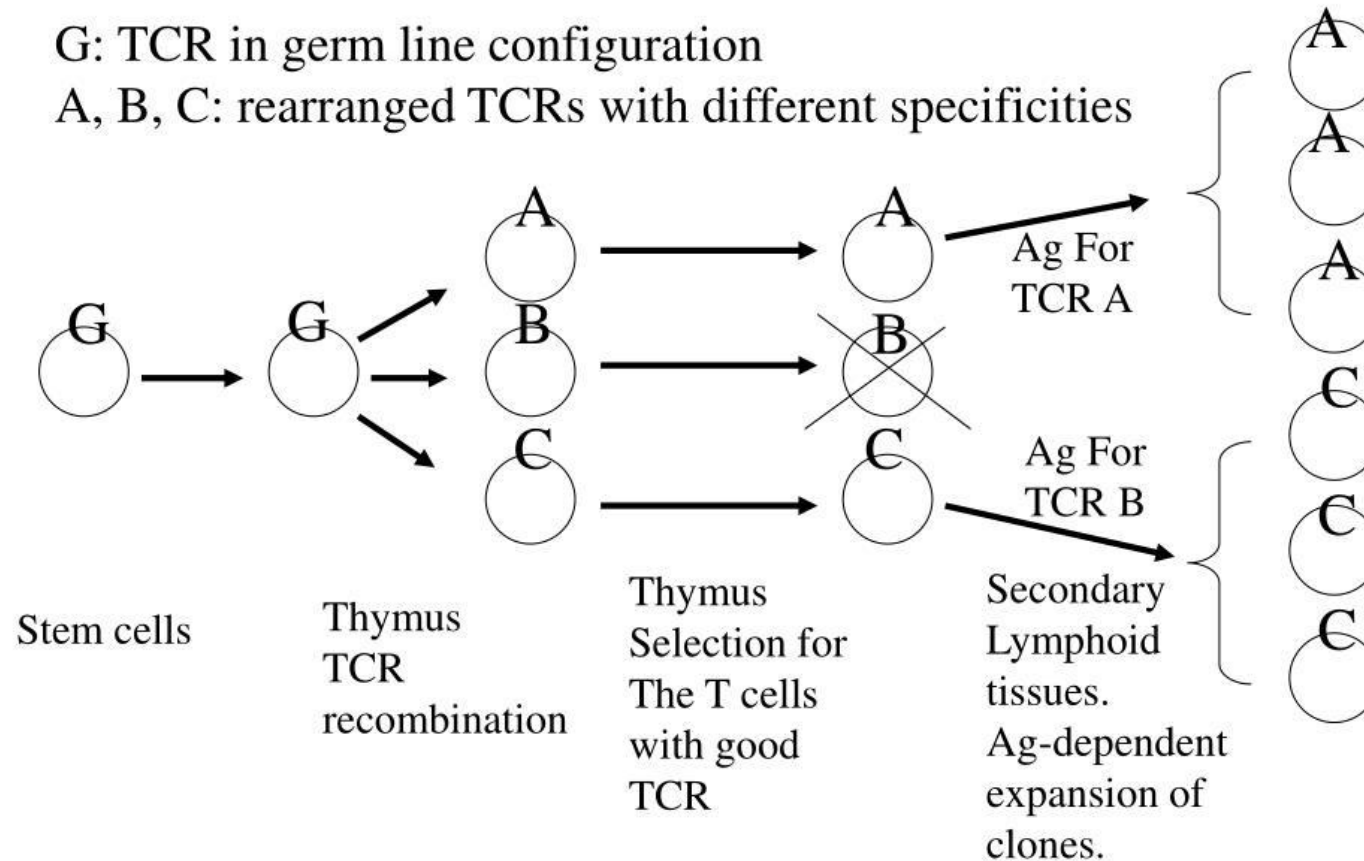 G: TCR in germ line configuration
A, B, C: rearranged TCRs with different specificities
G
G
A
B
C
A
B
C
Ag For
TCR A
Ag For
TCR B
A
A
A
C
C
C
Stem cells
Thymus
TCR
recombination
Thymus
Selection for
The T cells
with good
TCR
Secondary
Lymphoid
tissues.
Ag-dependent
expansion of
clones.